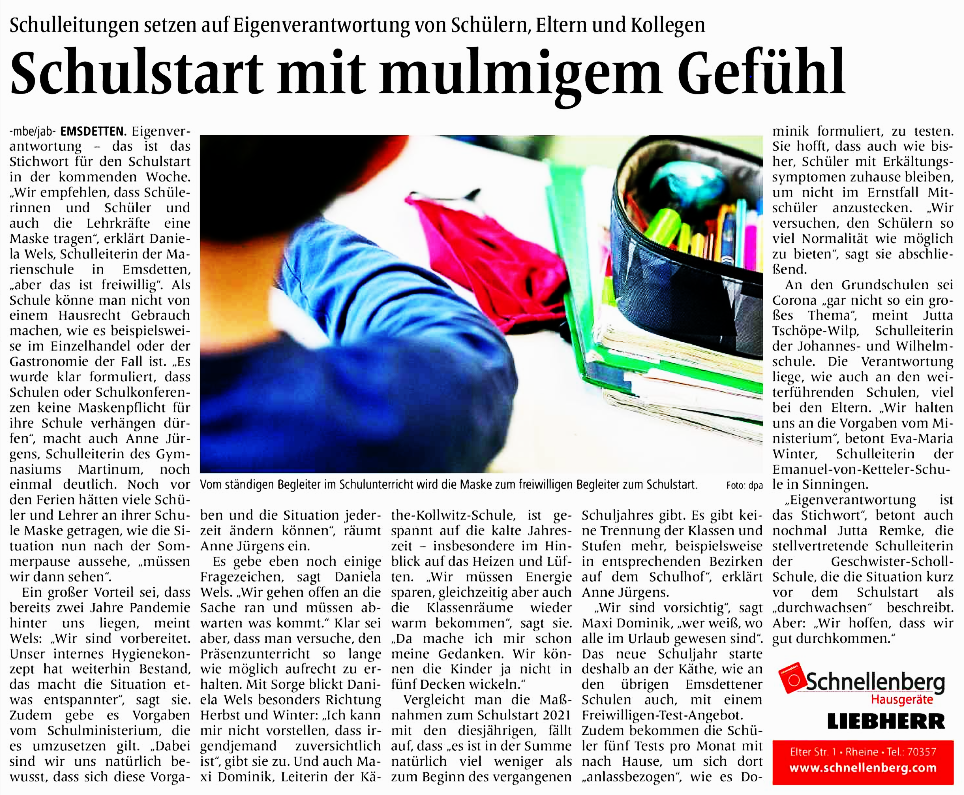 Schulleitungen setzen auf Eigenverantwortung von Schülern, Eltern und Kollegen
Schulstart mit mulmigem Gefühl
-mbe/jab- EMSDETTEN. Eigenver-
antwortung – das ist das
Stichwort für den Schulstart
in der kommenden Woche.
„Wir empfehlen, dass Schüle-
rinnen und Schüler und
auch die Lehrkräfte eine
Maske tragen“, erklärt Danie-
la Wels, Schulleiterin der Ma-
rienschule in Emsdetten,
„aber das ist freiwillig“. Als
Schule könne man nicht von
einem Hausrecht Gebrauch
machen, wie es beispielswei-
se im Einzelhandel oder der
Gastronomie der Fall ist. „Es
wurde klar formuliert, dass
Schulen oder Schulkonferen-
zen keine Maskenpflicht für
ihre Schule verhängen dür-
fen“, macht auch Anne Jür-
gens, Schulleiterin des Gym-
nasiums Martinum, noch
einmal deutlich. Noch vor
den Ferien hätten viele Schü-
ler und Lehrer an ihrer Schu-
le Maske getragen, wie die Si-
tuation nun nach der Som-
merpause aussehe, „müssen
wir dann sehen“.
Ein großer Vorteil sei, dass
bereits zwei Jahre Pandemie
hinter uns liegen, meint
Wels: „Wir sind vorbereitet.
Unser internes Hygienekon-
zept hat weiterhin Bestand,
das macht die Situation et-
was entspannter“, sagt sie.
Zudem gebe es Vorgaben
vom Schulministerium, die
es umzusetzen gilt. „Dabei
sind wir uns natürlich be-
wusst, dass sich diese Vorga-
Vom ständigen Begleiter im Schulunterricht wird die Maske zum freiwilligen Begleiter zum Schulstart. Foto: dpa
ben und die Situation jeder-
zeit ändern können“, räumt
Anne Jürgens ein.
Es gebe eben noch einige
Fragezeichen, sagt Daniela
Wels. „Wir gehen offen an die
Sache ran und müssen ab-
warten was kommt.“ Klar sei
aber, dass man versuche, den
Präsenzunterricht so lange
wie möglich aufrecht zu er-
halten. Mit Sorge blickt Dani-
ela Wels besonders Richtung
Herbst und Winter: „Ich kann
mir nicht vorstellen, dass ir-
gendjemand zuversichtlich
ist“, gibt sie zu. Und auch Ma-
xi Dominik, Leiterin der Kä-
the-Kollwitz-Schule, ist ge-
spannt auf die kalte Jahres-
zeit – insbesondere im Hin-
blick auf das Heizen und Lüf-
ten. „Wir müssen Energie
sparen, gleichzeitig aber auch
die Klassenräume wieder
warm bekommen“, sagt sie.
„Da mache ich mir schon
meine Gedanken. Wir kön-
nen die Kinder ja nicht in
fünf Decken wickeln.“
Vergleicht man die Maß-
nahmen zum Schulstart 2021
mit den diesjährigen, fällt
auf, dass „es ist in der Summe
natürlich viel weniger als
zum Beginn des vergangenen
Schuljahres gibt. Es gibt kei-
ne Trennung der Klassen und
Stufen mehr, beispielsweise
in entsprechenden Bezirken
auf dem Schulhof“, erklärt
Anne Jürgens.
„Wir sind vorsichtig“, sagt
Maxi Dominik, „wer weiß, wo
alle im Urlaub gewesen sind“.
Das neue Schuljahr starte
deshalb an der Käthe, wie an
den übrigen Emsdettener
Schulen auch, mit einem
Freiwilligen-Test-Angebot.
Zudem bekommen die Schü-
ler fünf Tests pro Monat mit
nach Hause, um sich dort
„anlassbezogen“, wie es Do-
minik formuliert, zu testen.
Sie hofft, dass auch wie bis-
her, Schüler mit Erkältungs-
symptomen zuhause bleiben,
um nicht im Ernstfall Mit-
schüler anzustecken. „Wir
versuchen, den Schülern so
viel Normalität wie möglich
zu bieten“, sagt sie abschlie-
ßend.
An den Grundschulen sei
Corona „gar nicht so ein gro-
ßes Thema“, meint Jutta
Tschöpe-Wilp, Schulleiterin
der Johannes- und Wilhelm-
schule. Die Verantwortung
liege, wie auch an den wei-
terführenden Schulen, viel
bei den Eltern. „Wir halten
uns an die Vorgaben vom Mi-
nisterium“, betont Eva-Maria
Winter, Schulleiterin der
Emanuel-von-Ketteler-Schu-
le in Sinningen.
„Eigenverantwortung ist
das Stichwort“, betont auch
nochmal Jutta Remke, die
stellvertretende Schulleiterin
der Geschwister-Scholl-
Schule, die die Situation kurz
vor dem Schulstart als
„durchwachsen“ beschreibt.
Aber: „Wir hoffen, dass wir
gut durchkommen.“
Schnellenberg
Hausgeräte
LIEBHERR
Elter Str. 1 • Rheine • Tel.: 70357
www.schnellenberg.com